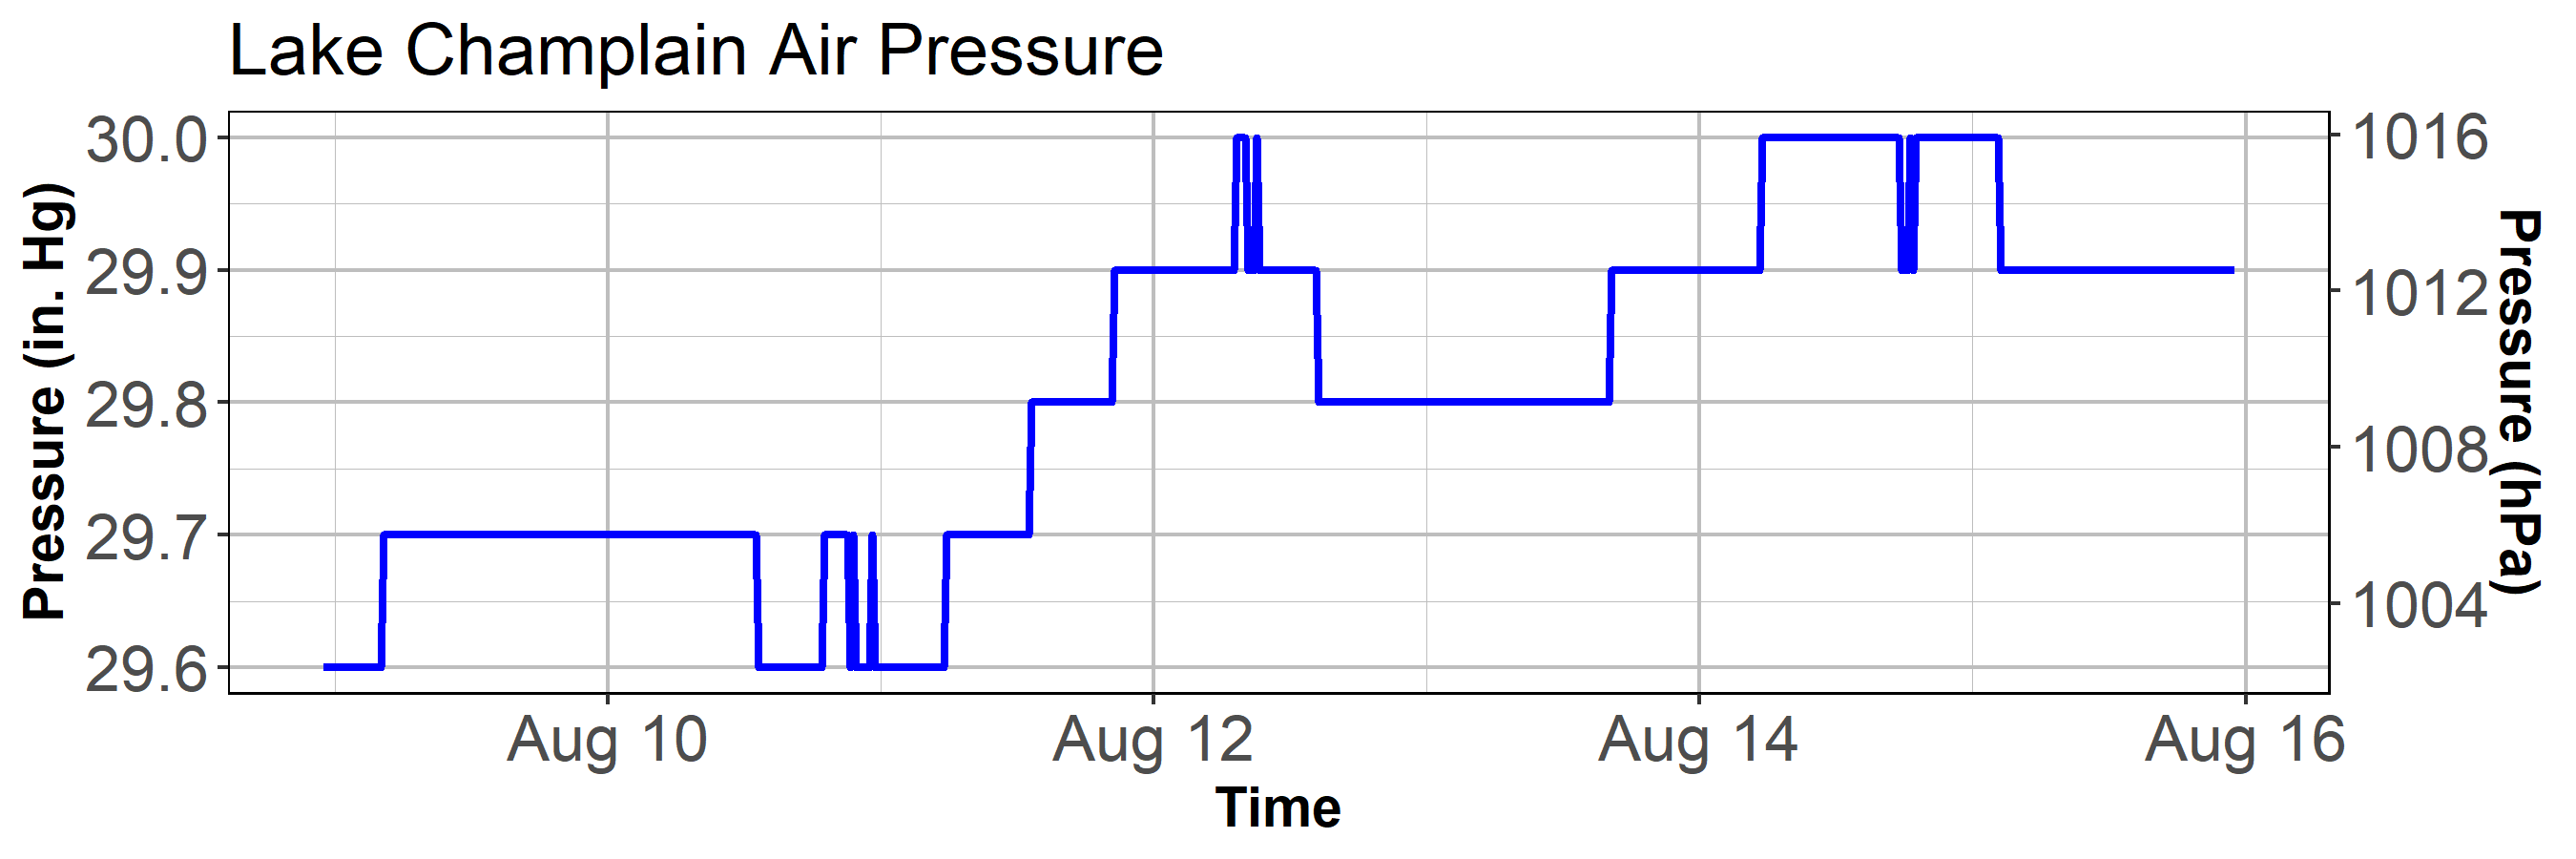 Lake Champlain Air Pressure
Pressure (in. Hg)
30.0
29.9
29.8
29.7
29.6
1016
1012
1008
1004
Pressure (hPa)
Aug 10 Aug 12 Aug 14 Aug 16
Time